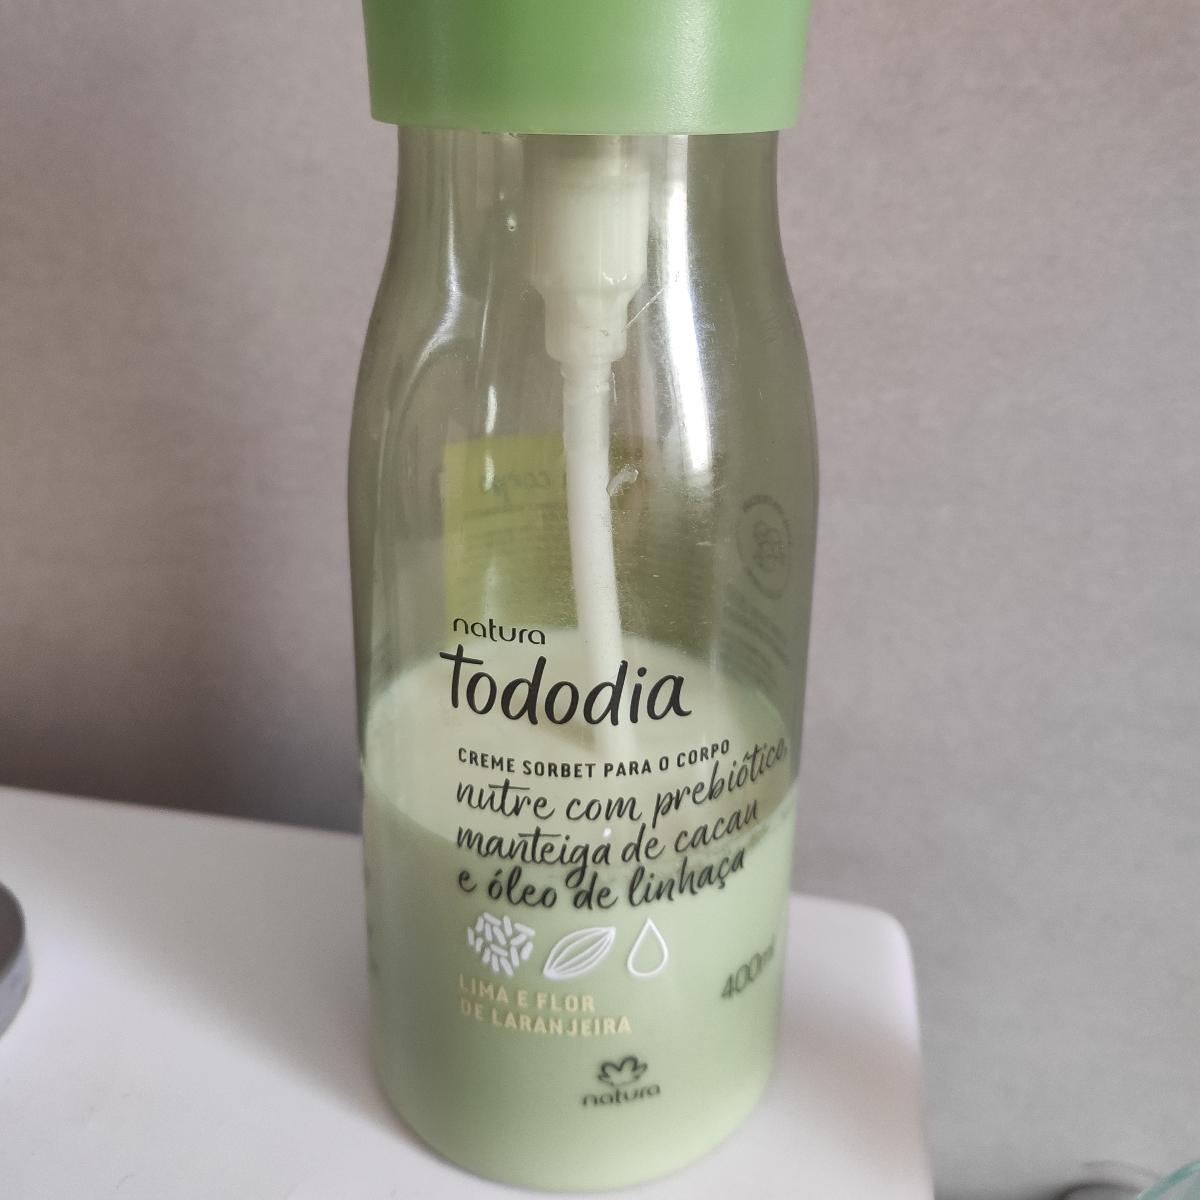 natura
tododia
CREME SORBET PARA O CORPO
nutre com prebiótico,
manteiga de cacau
e óleo de linhaça
400ml
LIMA E FLOR
DE LARANJEIRA
natura